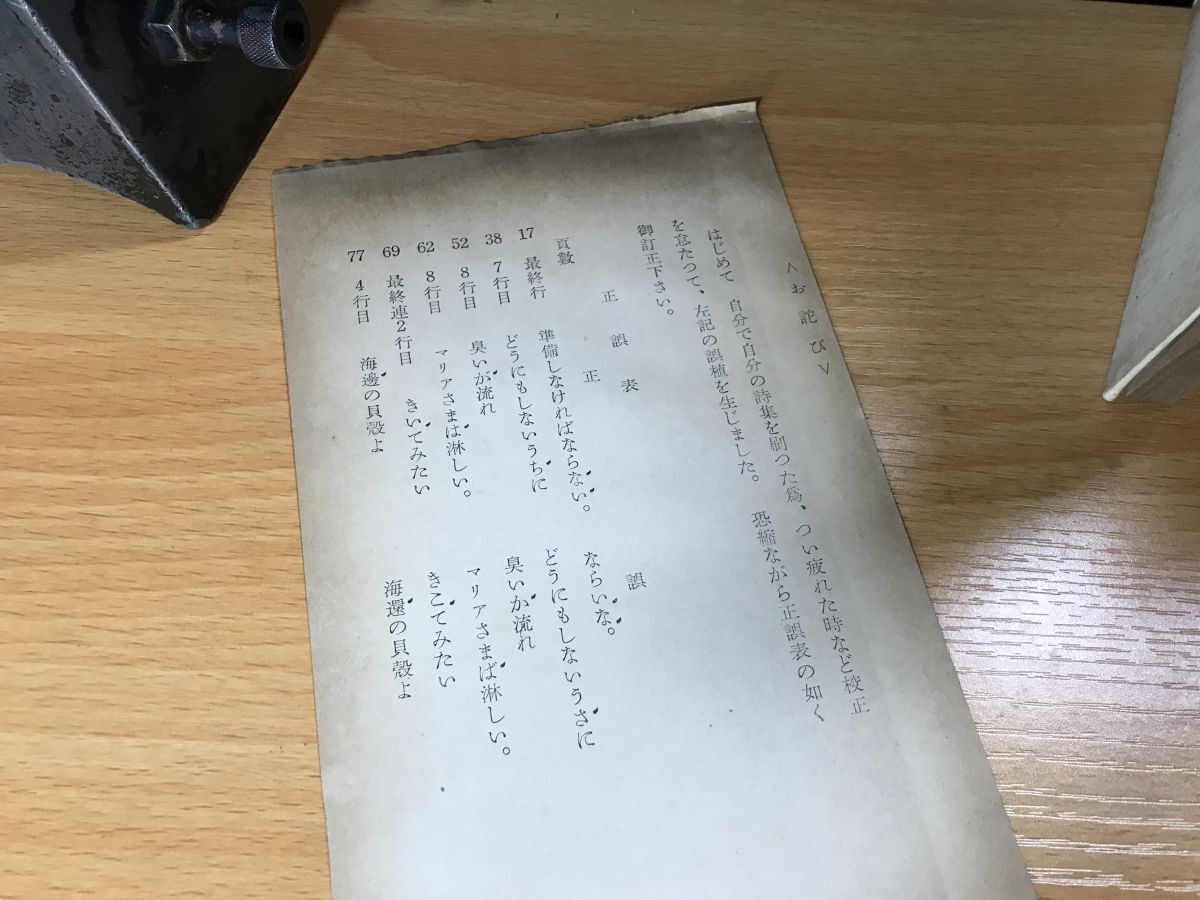 <お詫び>
はじめて 自分で自分の詩集を刷つた爲、つい疲れた時など校正
を怠たつて、左記の誤植を生じました。 恐縮ながら正誤表の如く
御訂正下さい。
正誤表
頁數 正 誤
17 最終行 準備しなければならない。 ならいな。
38 7行目 どうにもしないうちに どうにもしないうさに
52 8行目 臭いが流れ 臭いか流れ
62 8行目 マリアさまは淋しい。 マリアさまば淋しい。
69 最終連2行目 きいてみたい きこてみたい
77 4行目 海邊の貝殼よ 海還の貝殼よ